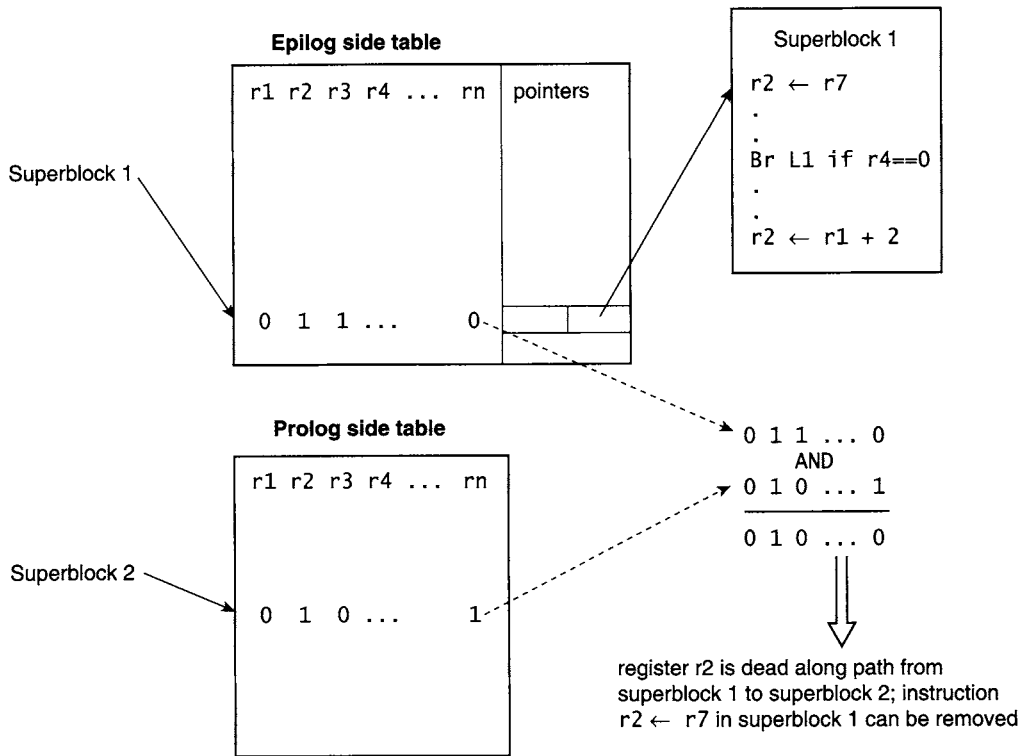 Epilog side table
r1 r2 r3 r4 ... rn pointers
Superblock 1
0 1 1 ... 0
Superblock 1
r2 ← r7
.
.
Br L1 if r4==0
.
.
r2 ← r1 + 2
Prolog side table
r1 r2 r3 r4 ... rn
Superblock 2
0 1 0 ... 1
0 1 1 ... 0
AND
0 1 0 ... 1
0 1 0 ... 0
register r2 is dead along path from
superblock 1 to superblock 2; instruction
r2 ← r7 in superblock 1 can be removed